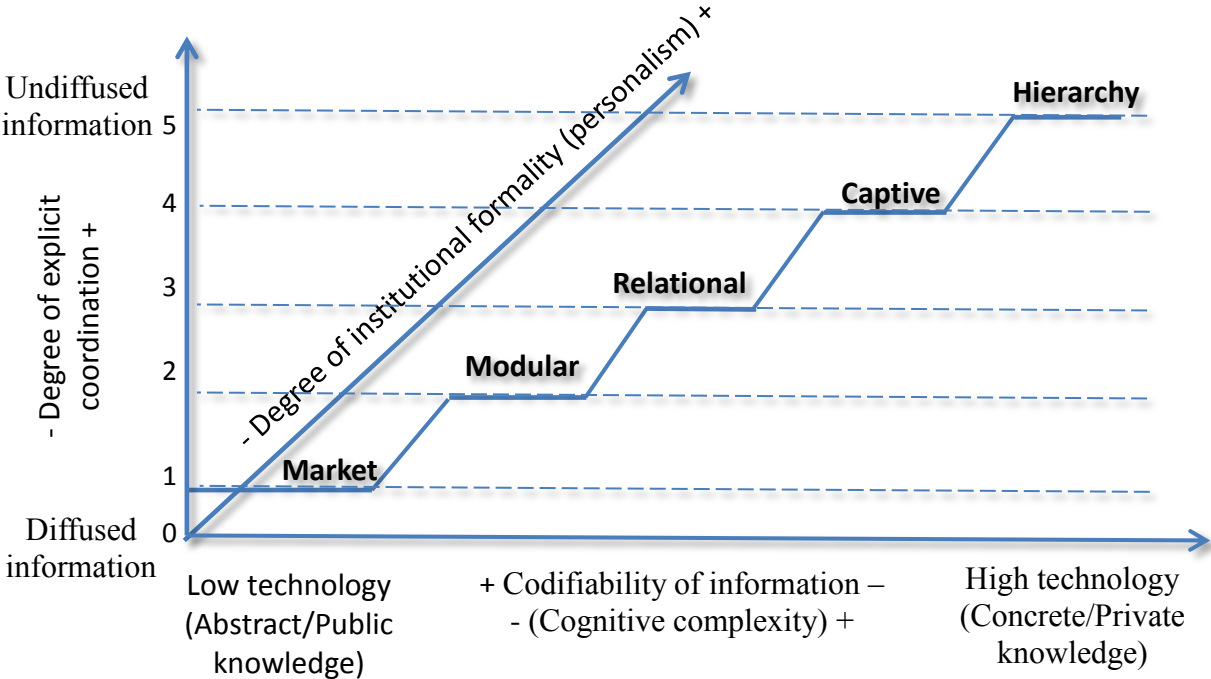 - Degree of institutional formality (personalism) +
Undiffused
information
5
4
3
2
1
0
- Degree of explicit
coordination +
Hierarchy
Captive
Relational
Modular
Market
Diffused
information
Low technology
(Abstract/Public
knowledge)
+ Codifiability of information –
- (Cognitive complexity) +
High technology
(Concrete/Private
knowledge)